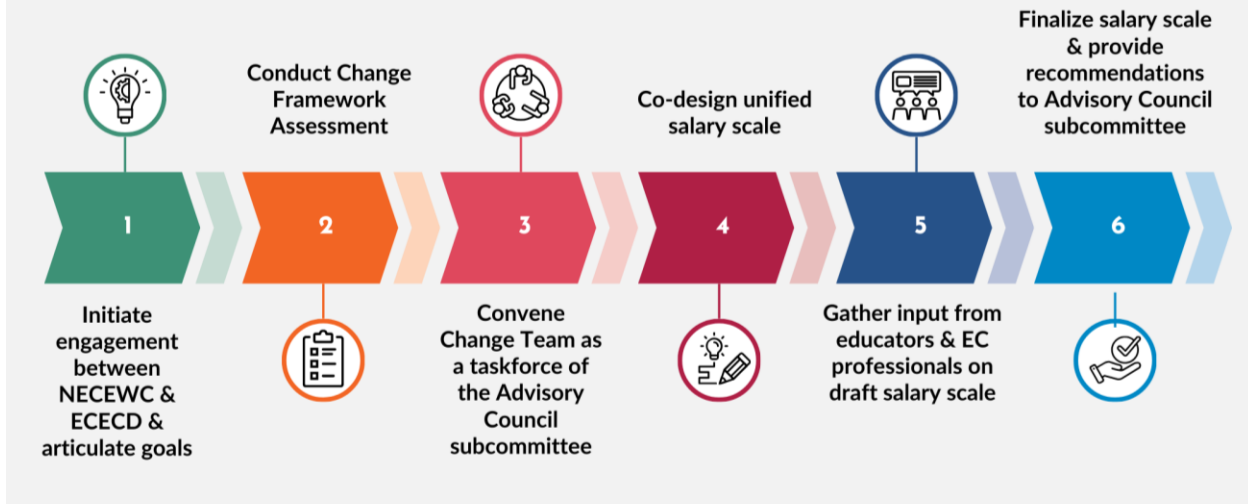 1
Initiate
engagement
between
NECEWC &
ECECD &
articulate goals
Conduct Change
Framework
Assessment
2
3
Convene
Change Team as
a taskforce of
the Advisory
Council
subcommittee
Co-design unified
salary scale
4
5
Gather input from
educators & EC
professionals on
draft salary scale
Finalize salary scale
& provide
recommendations
to Advisory Council
subcommittee
6